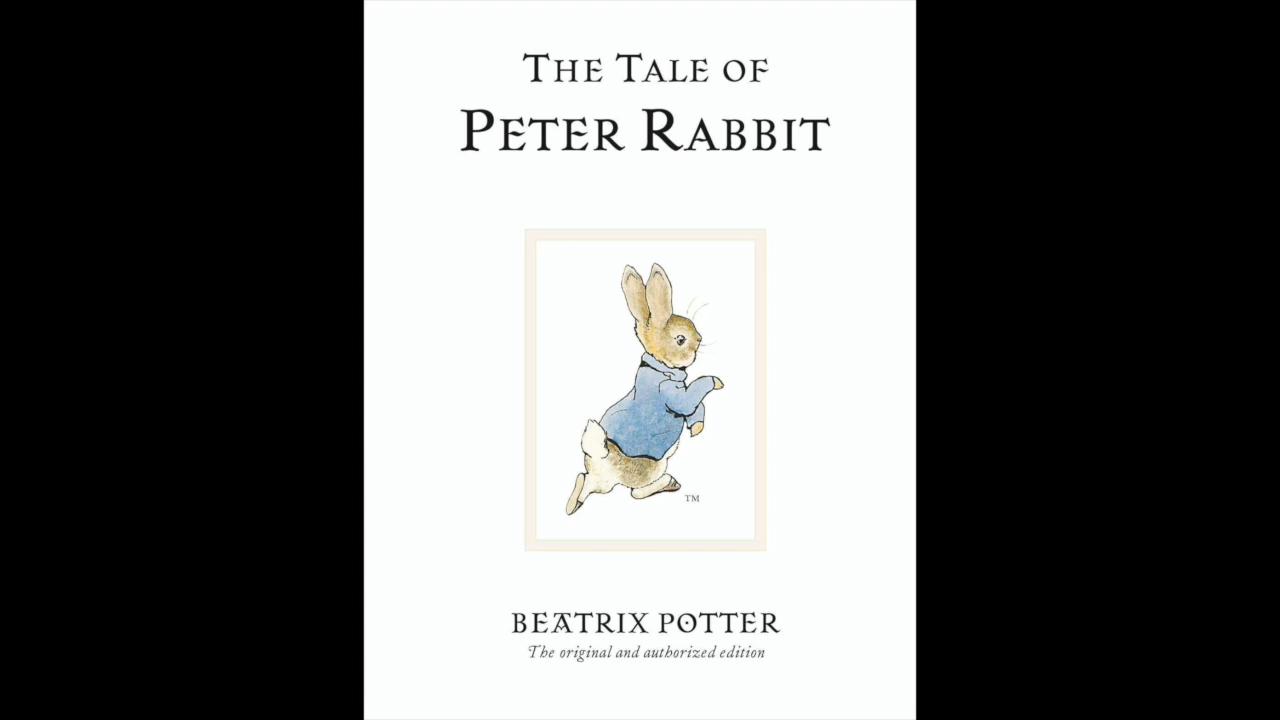 THE TALE OF
PETER RABBIT
TM
BEATRIX POTTER
The original and authorized edition